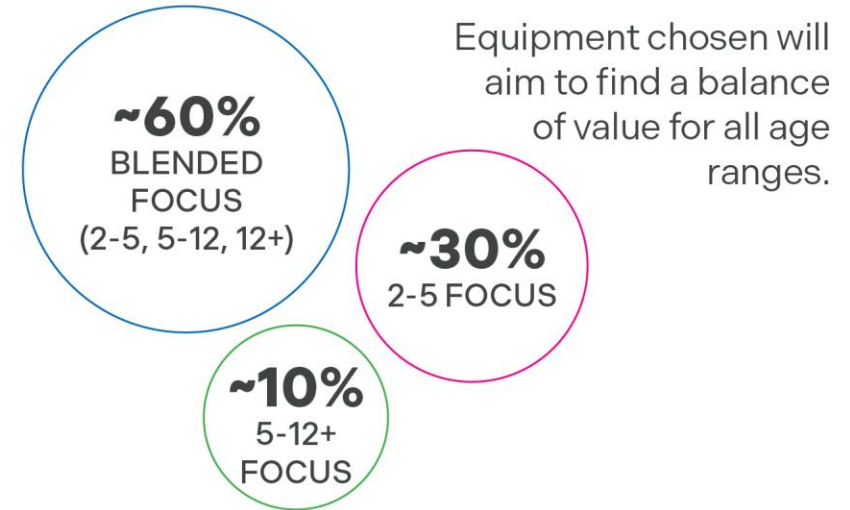 Equipment chosen will
aim to find a balance
of value for all age
ranges.
~60%
BLENDED
FOCUS
(2-5, 5-12, 12+)
~30%
2-5 FOCUS
~10%
5-12+
FOCUS